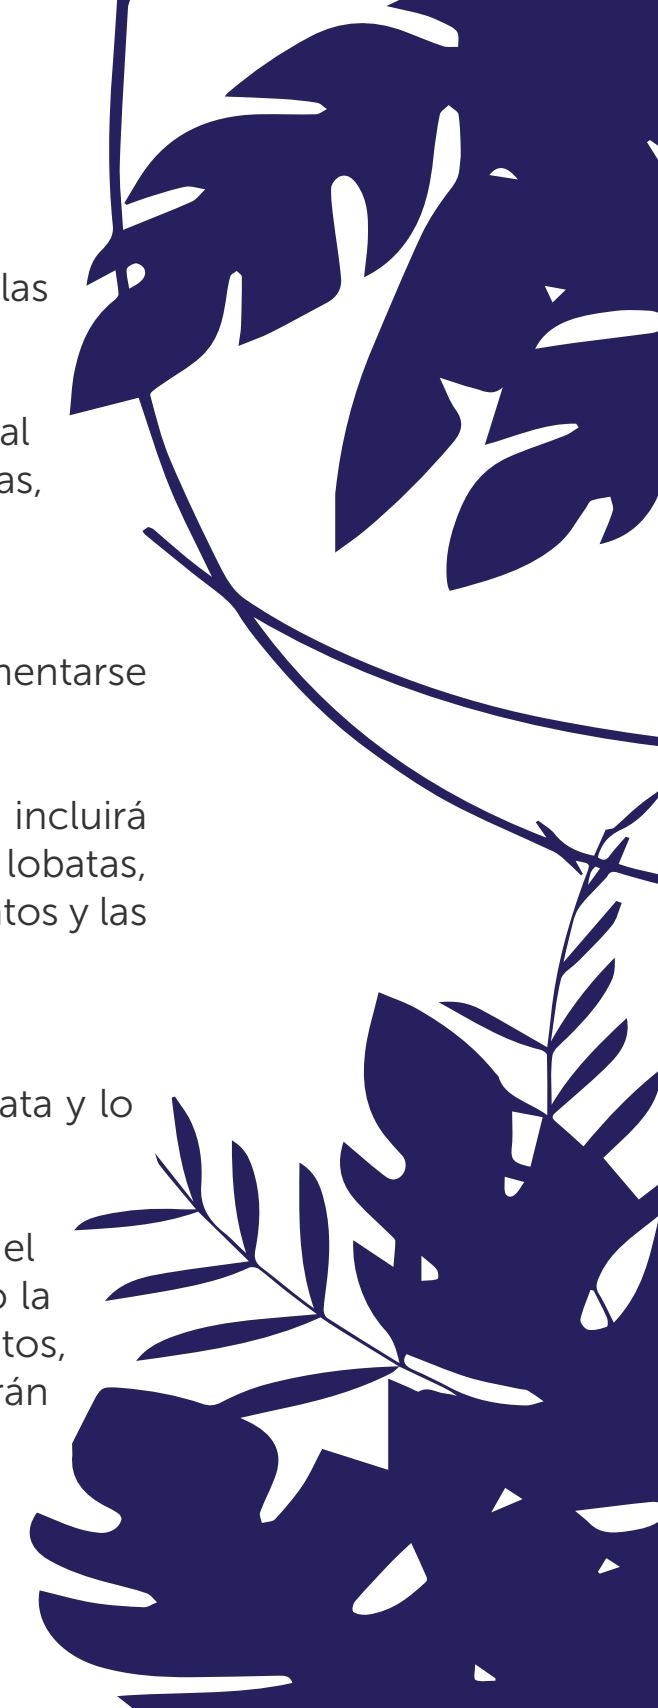 las
al
as,
mentarse
incluirá
lobatas,
tos y las
ata y lo
el
o la
tos,
rán